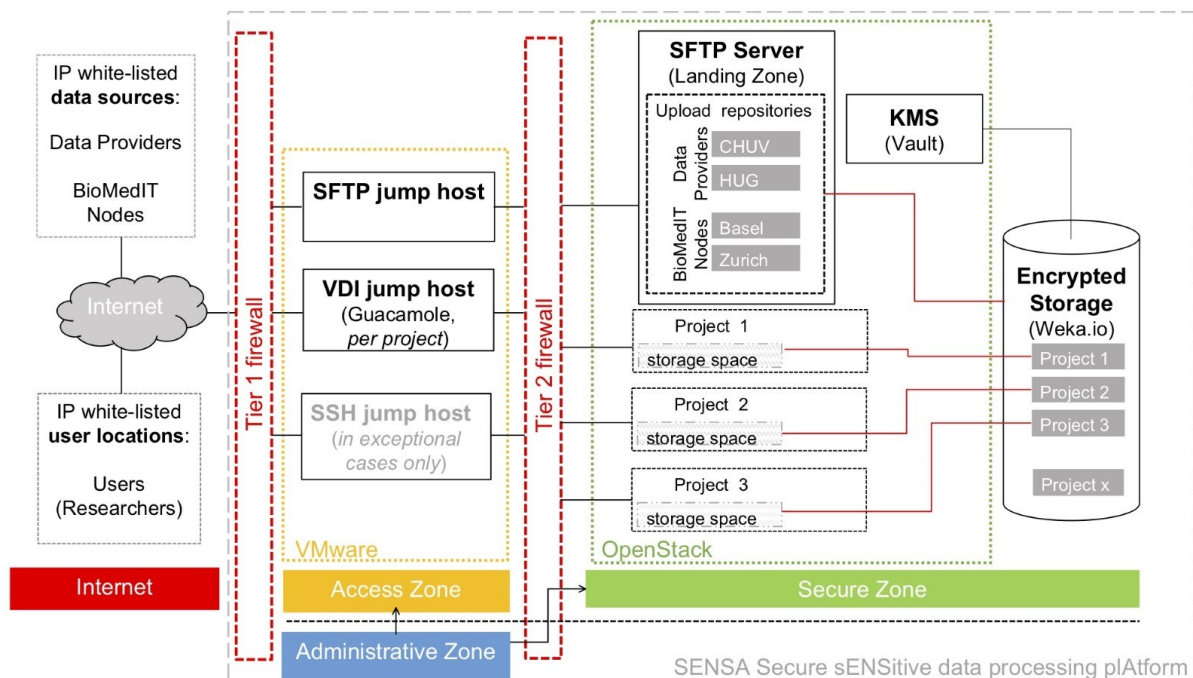 IP white-listed
data sources:
Data Providers
BioMedIT
Nodes
Internet
IP white-listed
user locations:
Users
(Researchers)
Internet
Tier 1 firewall
SFTP jump host
VDI jump host
(Guacamole,
per project)
SSH jump host
(in exceptional
cases only)
VMware
Access Zone
Administrative Zone
Tier 2 firewall
SFTP Server
(Landing Zone)
Upload repositories
Data
Providers
CHUV
HUG
BioMedIT
Nodes
Basel
Zurich
KMS
(Vault)
Project 1
storage space
Project 2
storage space
Project 3
storage space
OpenStack
Encrypted
Storage
(Weka.io)
Project 1
Project 2
Project 3
Project x
Secure Zone
SENSA Secure sENSitive data processing plAtform